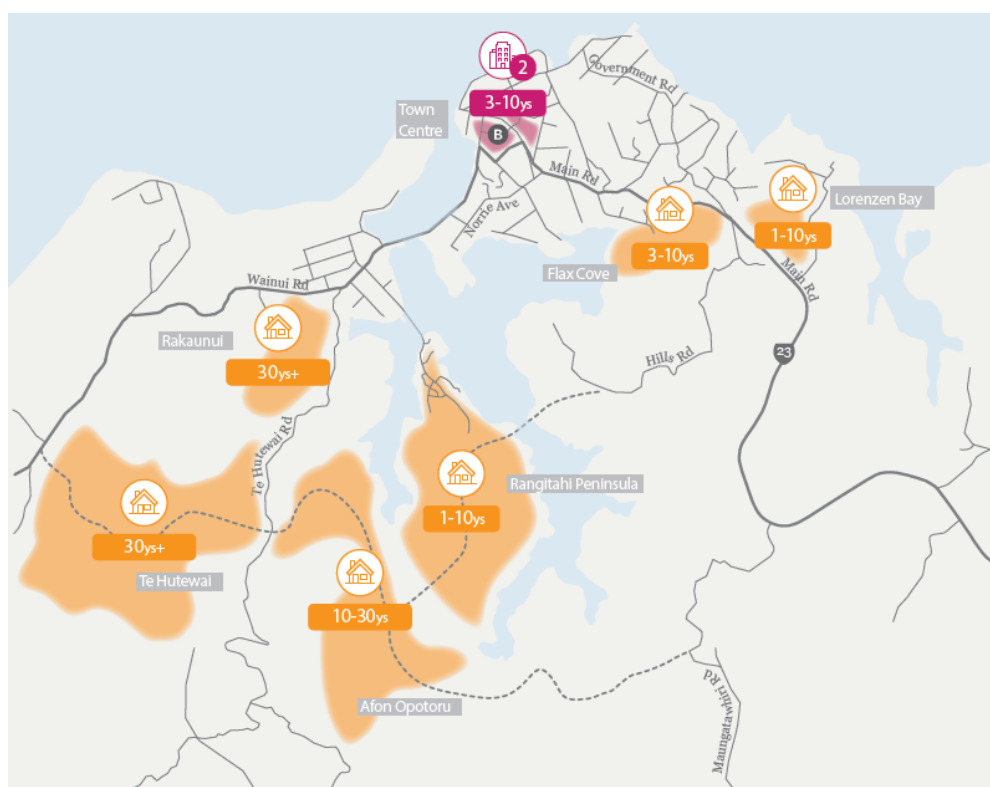 2
3-10ys
Town
Centre
B
Government Rd
Main Rd
Lorenzen Bay
Norne Ave
1-10ys
3-10ys
Flax Cove
Main Rd
Wainui Rd
Rakaunui
30ys+
Hills Rd
23
Te Hutewai Rd
Rangitahi Peninsula
1-10ys
30ys+
Te Hutewai
10-30ys
Afon Opotoru
Maungatawhiri Rd